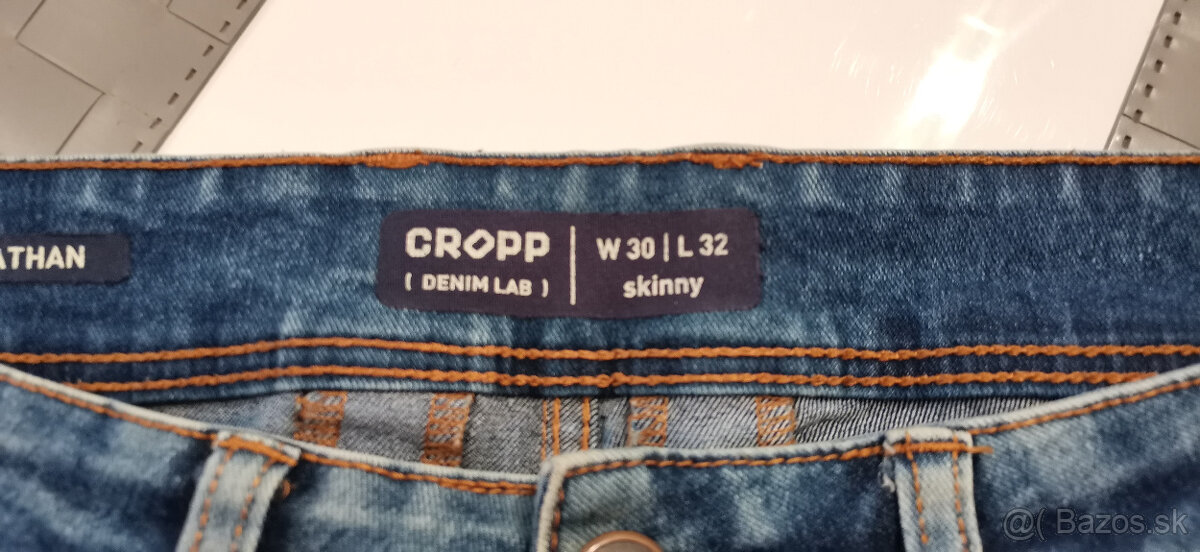 ATHAN
CROPP
( DENIM LAB )
W 30 | L 32
skinny
@( Bazos.sk